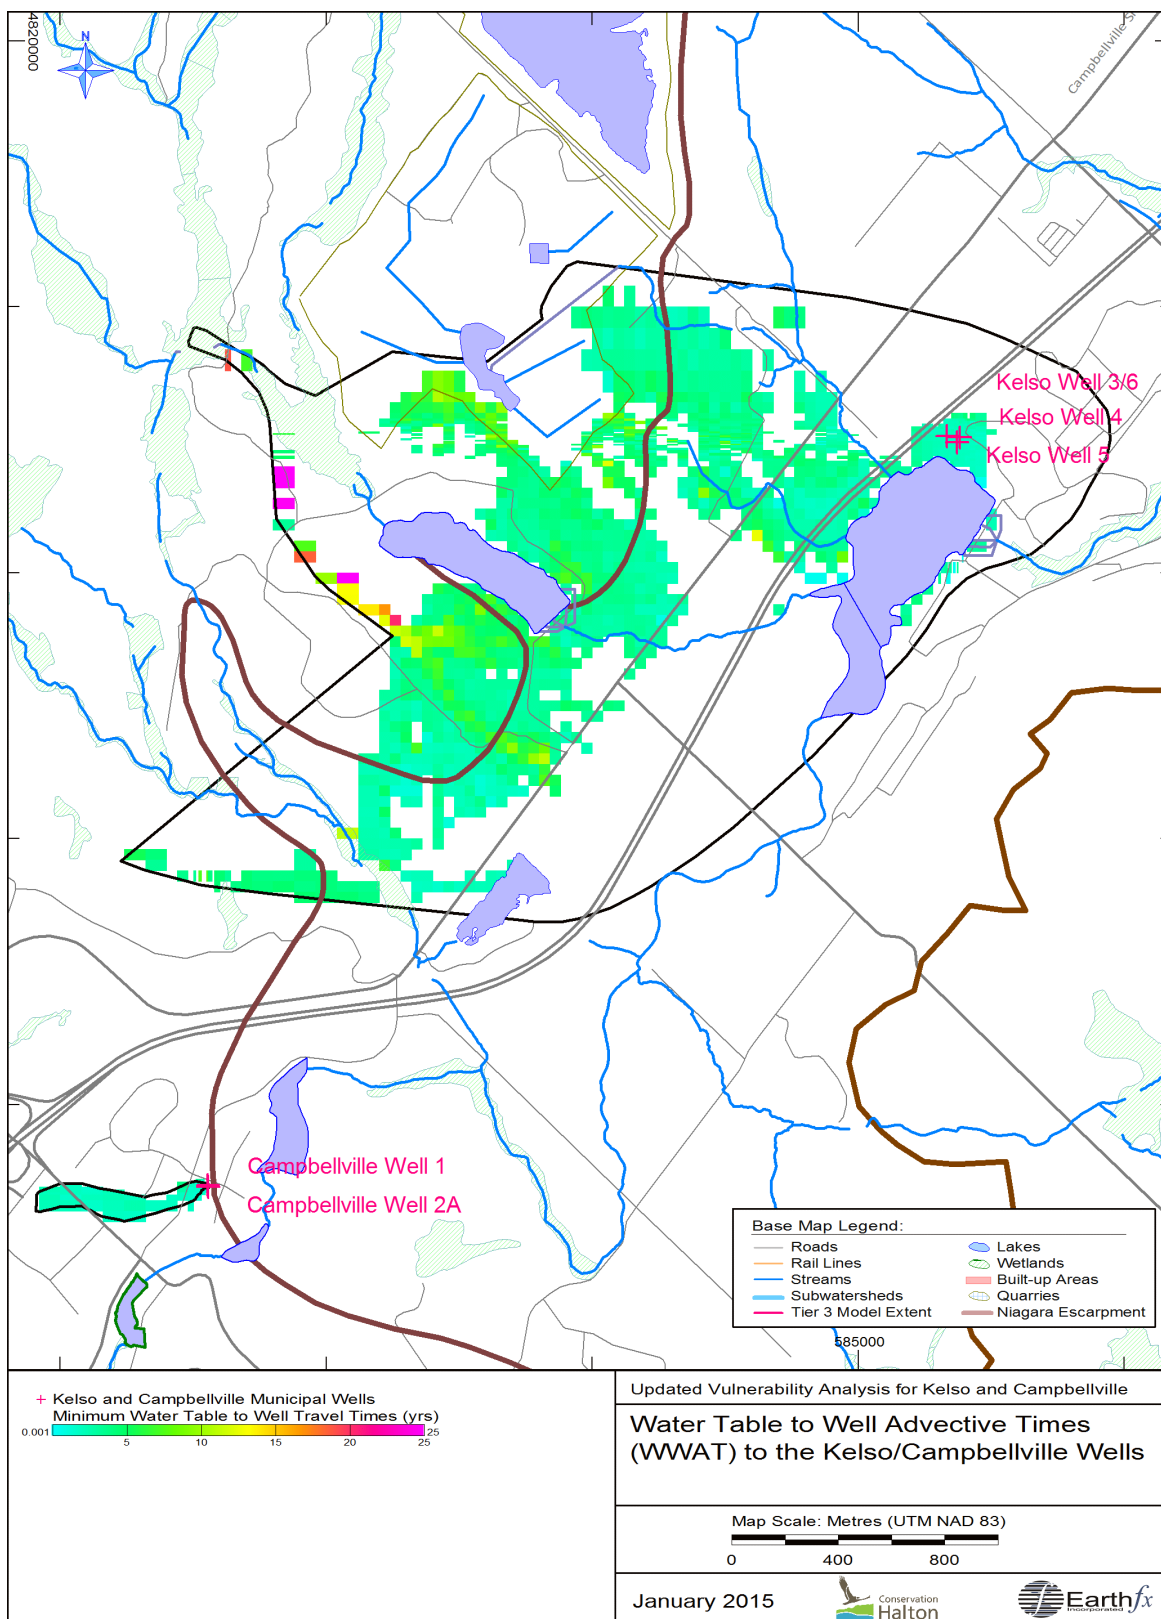 4820000
N
Campbellville S
Kelso Well 3/6
Kelso Well 4
Kelso Well 5
Campbellville Well 1
Campbellville Well 2A
Base Map Legend:
Roads
Rail Lines
Streams
Subwatersheds
Tier 3 Model Extent
Lakes
Wetlands
Built-up Areas
Quarries
Niagara Escarpment
585000
+ Kelso and Campbellville Municipal Wells
Minimum Water Table to Well Travel Times (yrs)
0.001 25
5 10 15 20 25
Updated Vulnerability Analysis for Kelso and Campbellville
Water Table to Well Advective Times
(WWAT) to the Kelso/Campbellville Wells
Map Scale: Metres (UTM NAD 83)
0 400 800
January 2015
Conservation
Halton
Earthfx
Incorporated